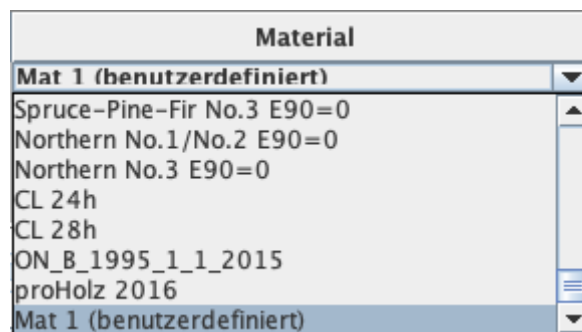 Material
Mat 1 (benutzerdefiniert)
Spruce-Pine-Fir No.3 E90=0
Northern No.1/No.2 E90=0
Northern No.3 E90=0
CL 24h
CL 28h
ON_B_1995_1_1_2015
proHolz 2016
Mat 1 (benutzerdefiniert)